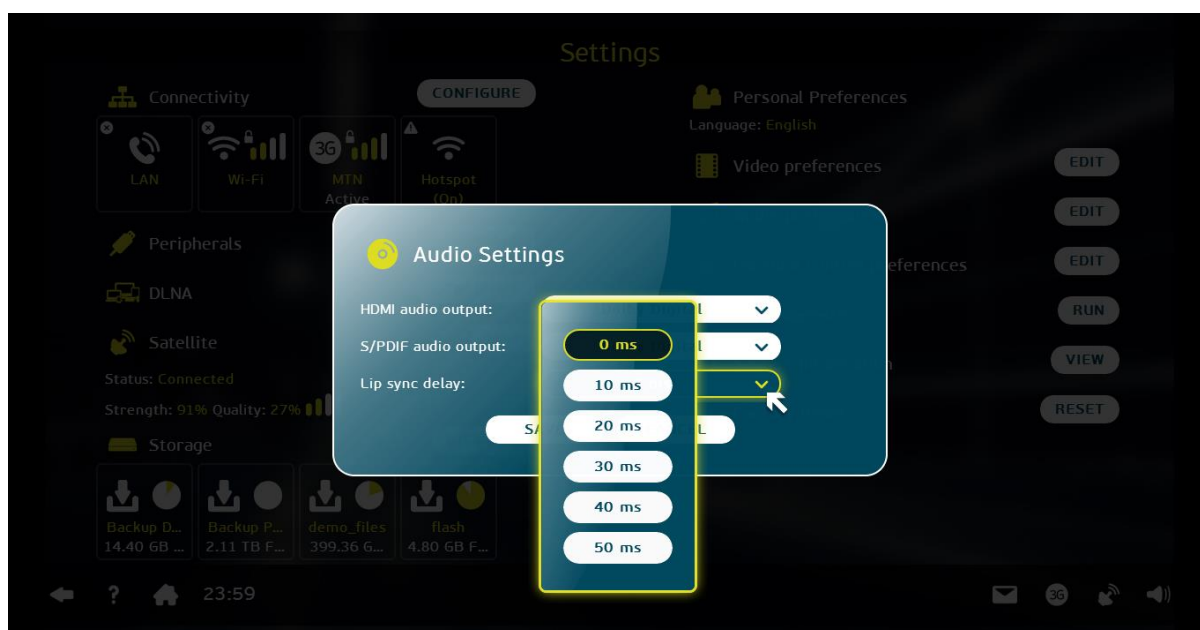 Settings
Connectivity
CONFIGURE
LAN
Wi-Fi
3G
MTN
Active
Hotspot
(On)
Peripherals
DLNA
Satellite
Status: Connected
Strength: 91% Quality: 27%
Storage
Backup D...
14.40 GB ...
Backup P...
2.11 TB F...
demo_files
399.36 G...
flash
4.80 GB F...
Personal Preferences
Language: English
Video preferences
EDIT
EDIT
EDIT
RUN
VIEW
RESET
Audio Settings
HDMI audio output:
S/PDIF audio output:
Lip sync delay:
0 ms
10 ms
20 ms
30 ms
40 ms
50 ms
?
23:59
3G